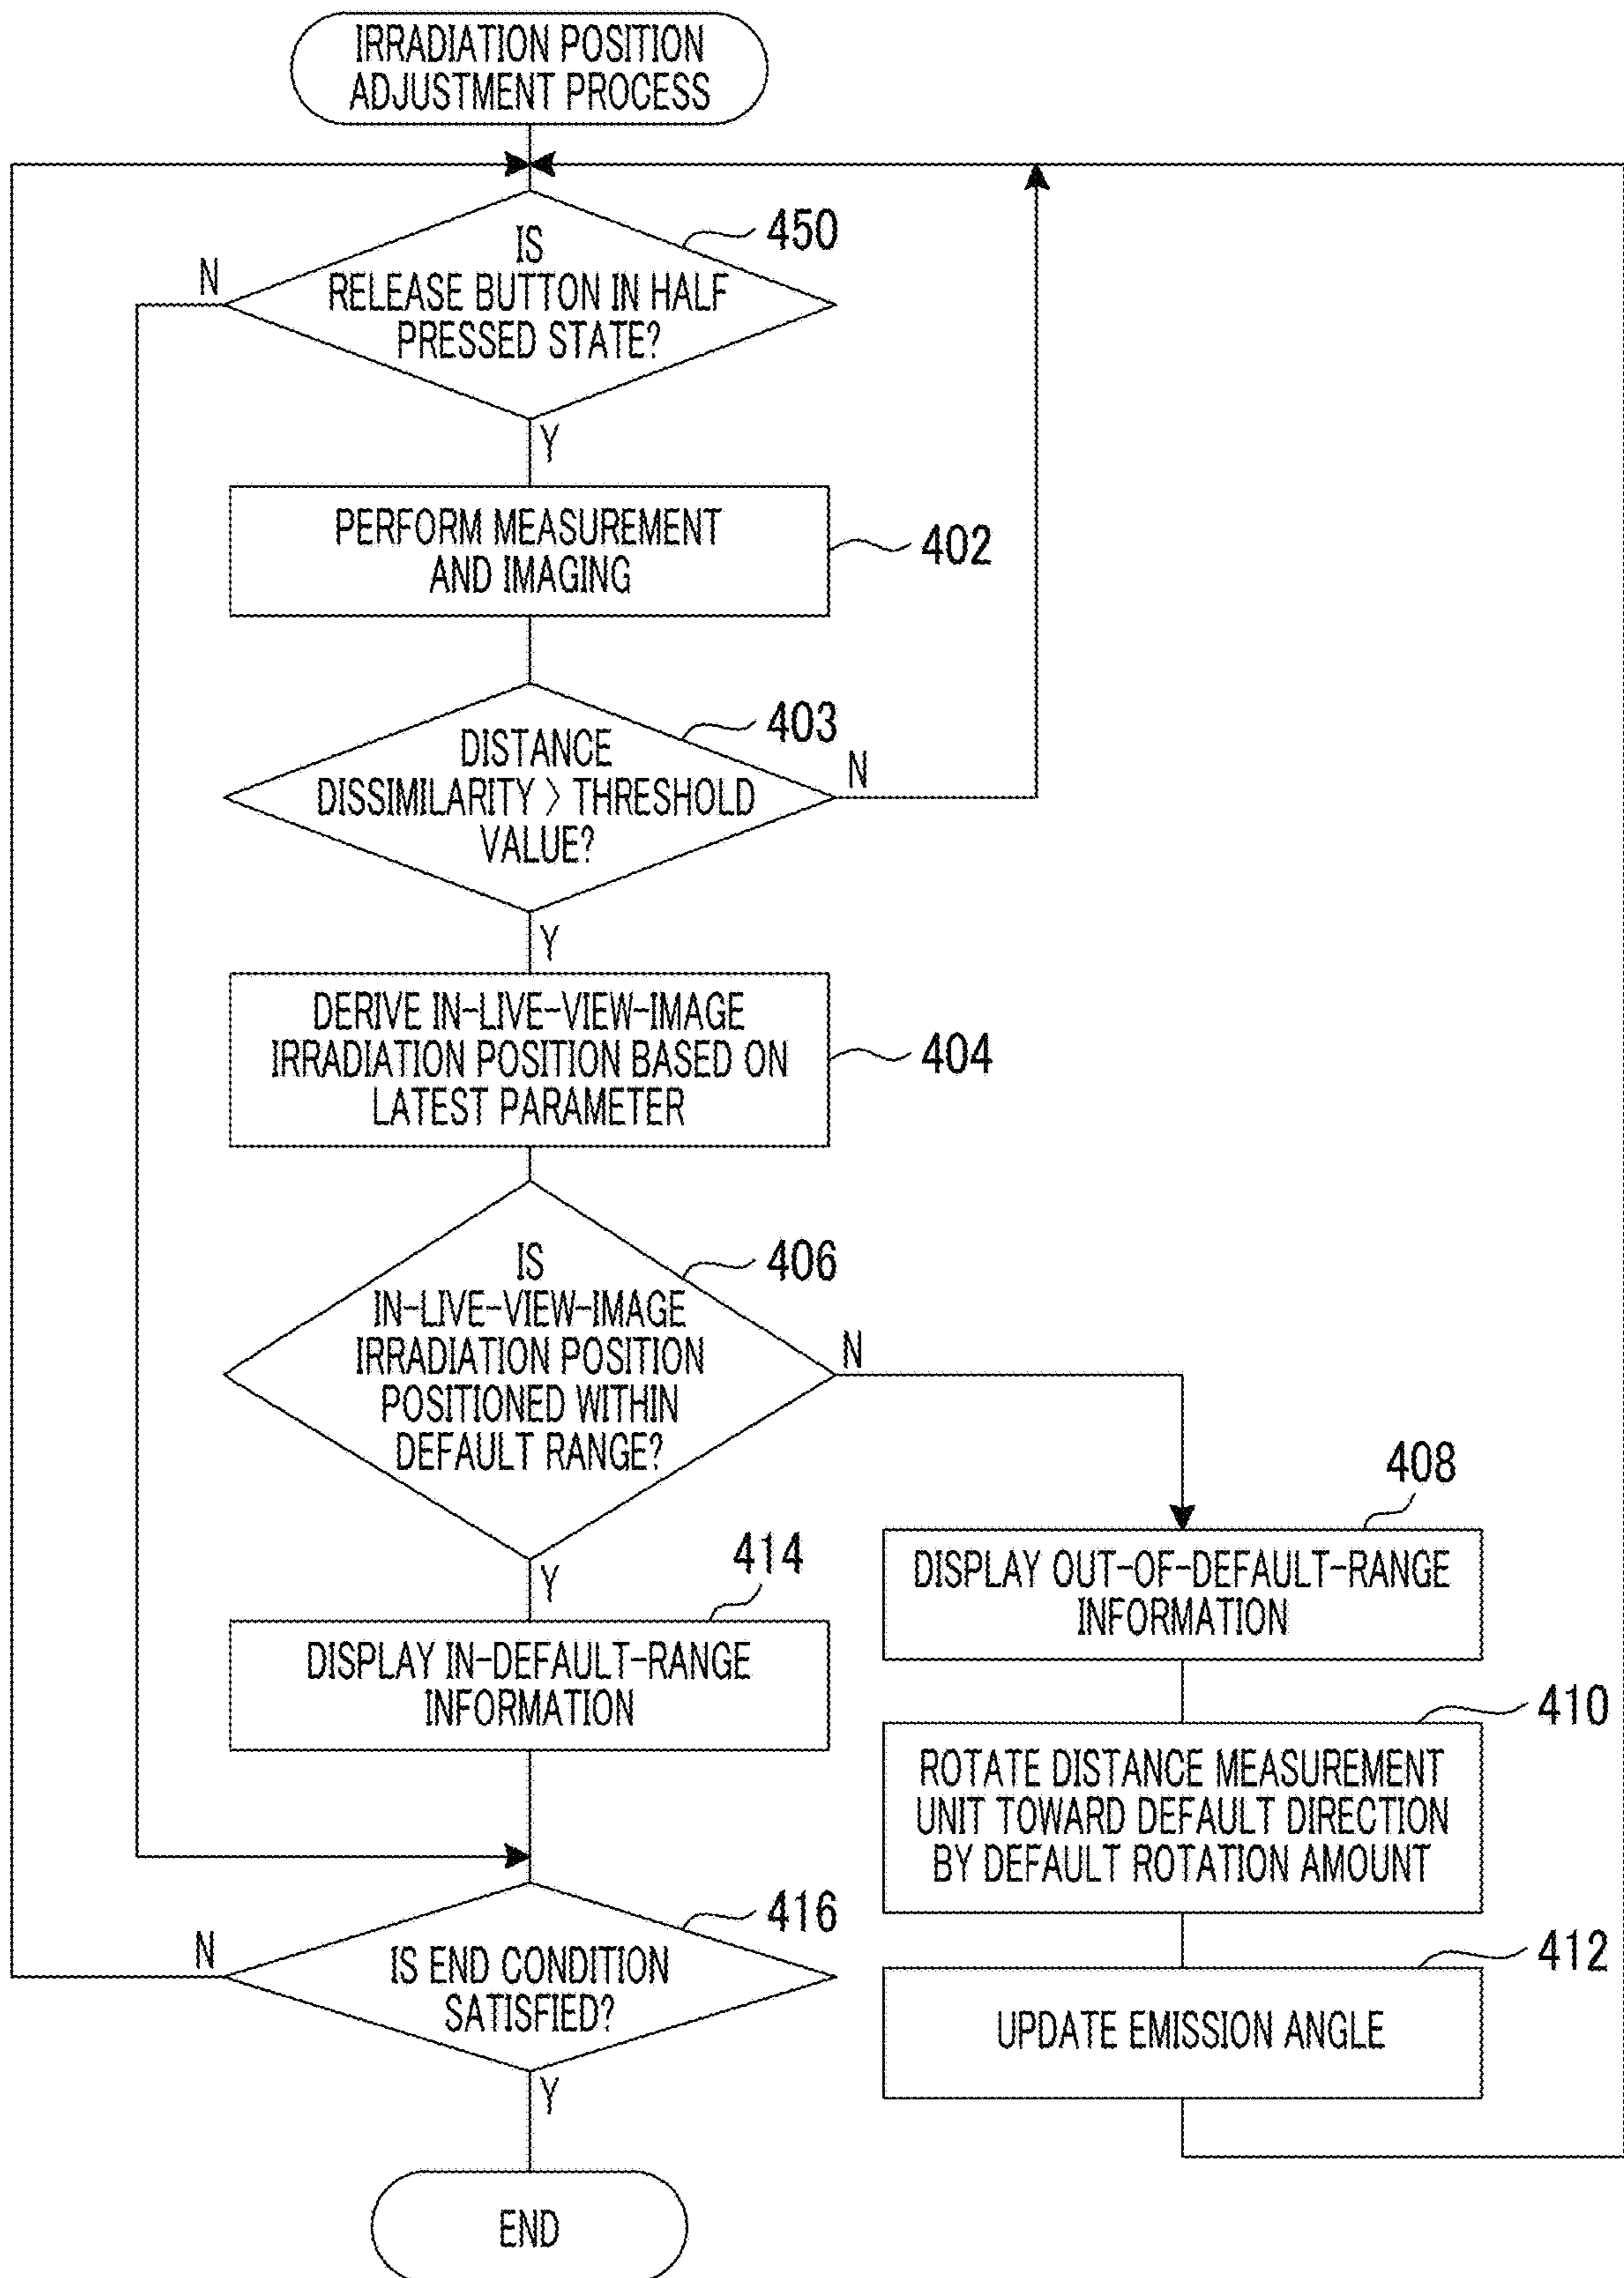 IRRADIATION POSITION
ADJUSTMENT PROCESS
450
IS
RELEASE BUTTON IN HALF
PRESSED STATE?
N
Y
PERFORM MEASUREMENT
AND IMAGING
402
403
DISTANCE
DISSIMILARITY > THRESHOLD
VALUE?
N
Y
DERIVE IN-LIVE-VIEW-IMAGE
IRRADIATION POSITION BASED ON
LATEST PARAMETER
404
406
IS
IN-LIVE-VIEW-IMAGE
IRRADIATION POSITION
POSITIONED WITHIN
DEFAULT RANGE?
N
Y
414
DISPLAY IN-DEFAULT-RANGE
INFORMATION
408
DISPLAY OUT-OF-DEFAULT-RANGE
INFORMATION
410
ROTATE DISTANCE MEASUREMENT
UNIT TOWARD DEFAULT DIRECTION
BY DEFAULT ROTATION AMOUNT
412
UPDATE EMISSION ANGLE
416
IS END CONDITION
SATISFIED?
N
Y
END